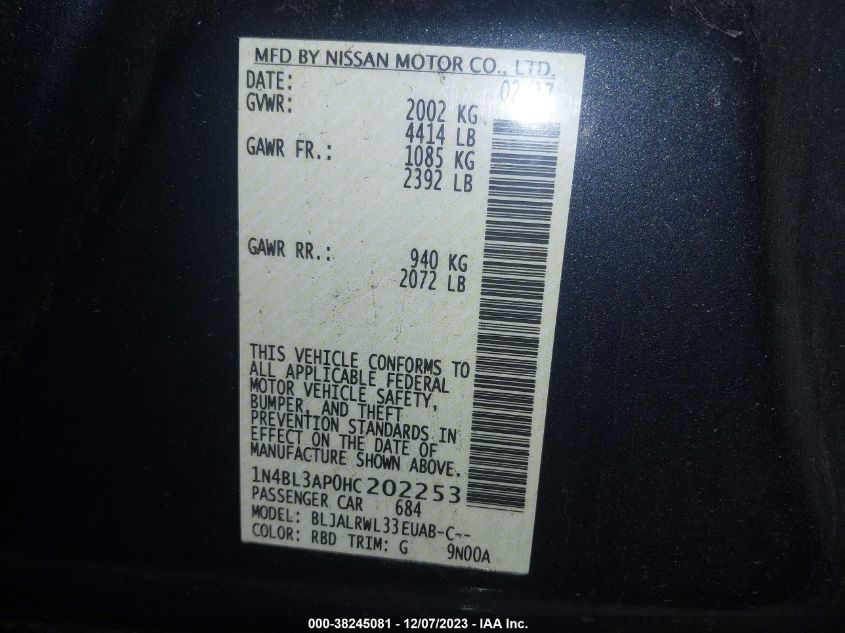 MFD BY NISSAN MOTOR CO., LTD.
DATE:
GVWR: 2002 KG
4414 LB
GAWR FR.: 1085 KG
2392 LB
GAWR RR.: 940 KG
2072 LB
THIS VEHICLE CONFORMS TO
ALL APPLICABLE FEDERAL
MOTOR VEHICLE SAFETY,
BUMPER, AND THEFT
PREVENTION STANDARDS IN
EFFECT ON THE DATE OF
MANUFACTURE SHOWN ABOVE.
1N4BL3AP0HC202253
PASSENGER CAR 684
MODEL: BLJALRWL33EUAB-C--
COLOR: RBD TRIM: G 9N00A
000-38245081 - 12/07/2023 - IAA Inc.